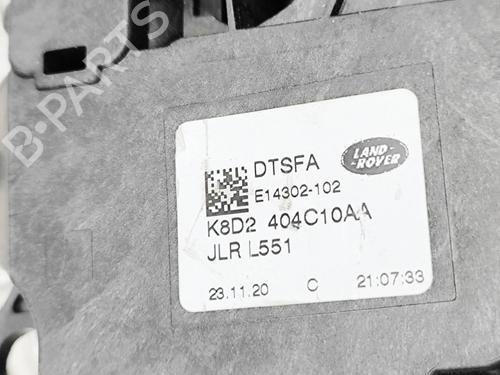 B-PARTS
DTSFA
LAND-
ROVER
E14302-102
K8D2 404C10AA
JLR L551
23.11.20 C 21:07:33